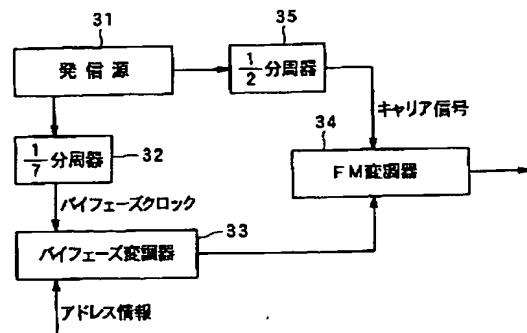 31
発信源
35
1/2 分周器
キャリア信号
34
FM変調器
1/7 分周器
32
バイフェーズクロック
33
バイフェーズ変調器
アドレス情報